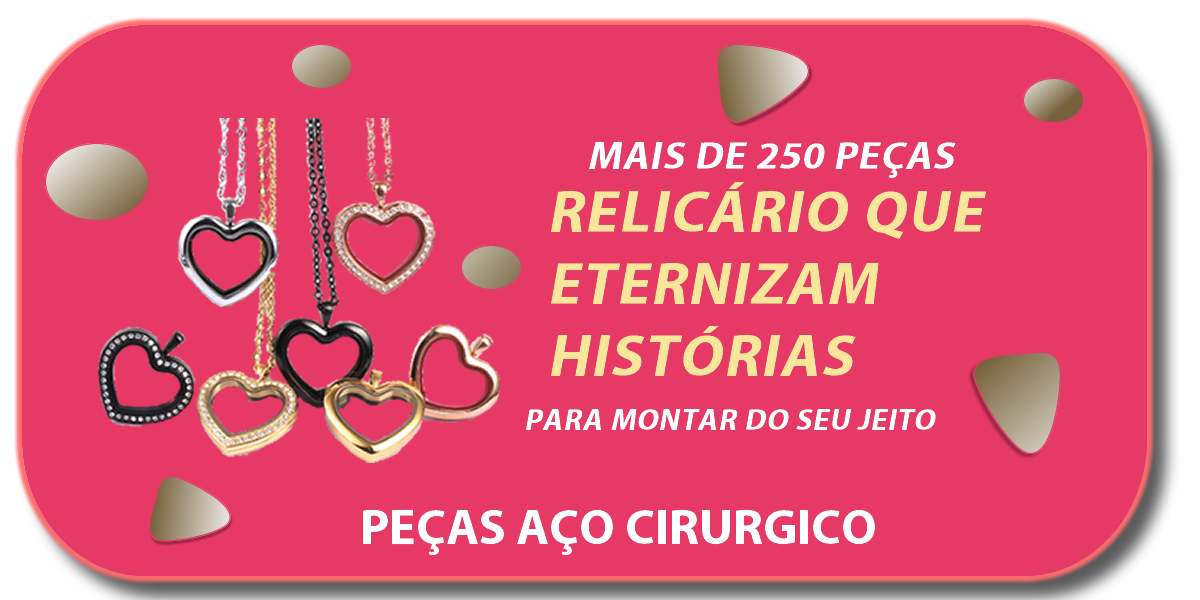 MAIS DE 250 PEÇAS
RELICÁRIO QUE
ETERNIZAM
HISTÓRIAS
PARA MONTAR DO SEU JEITO
PEÇAS AÇO CIRURGICO